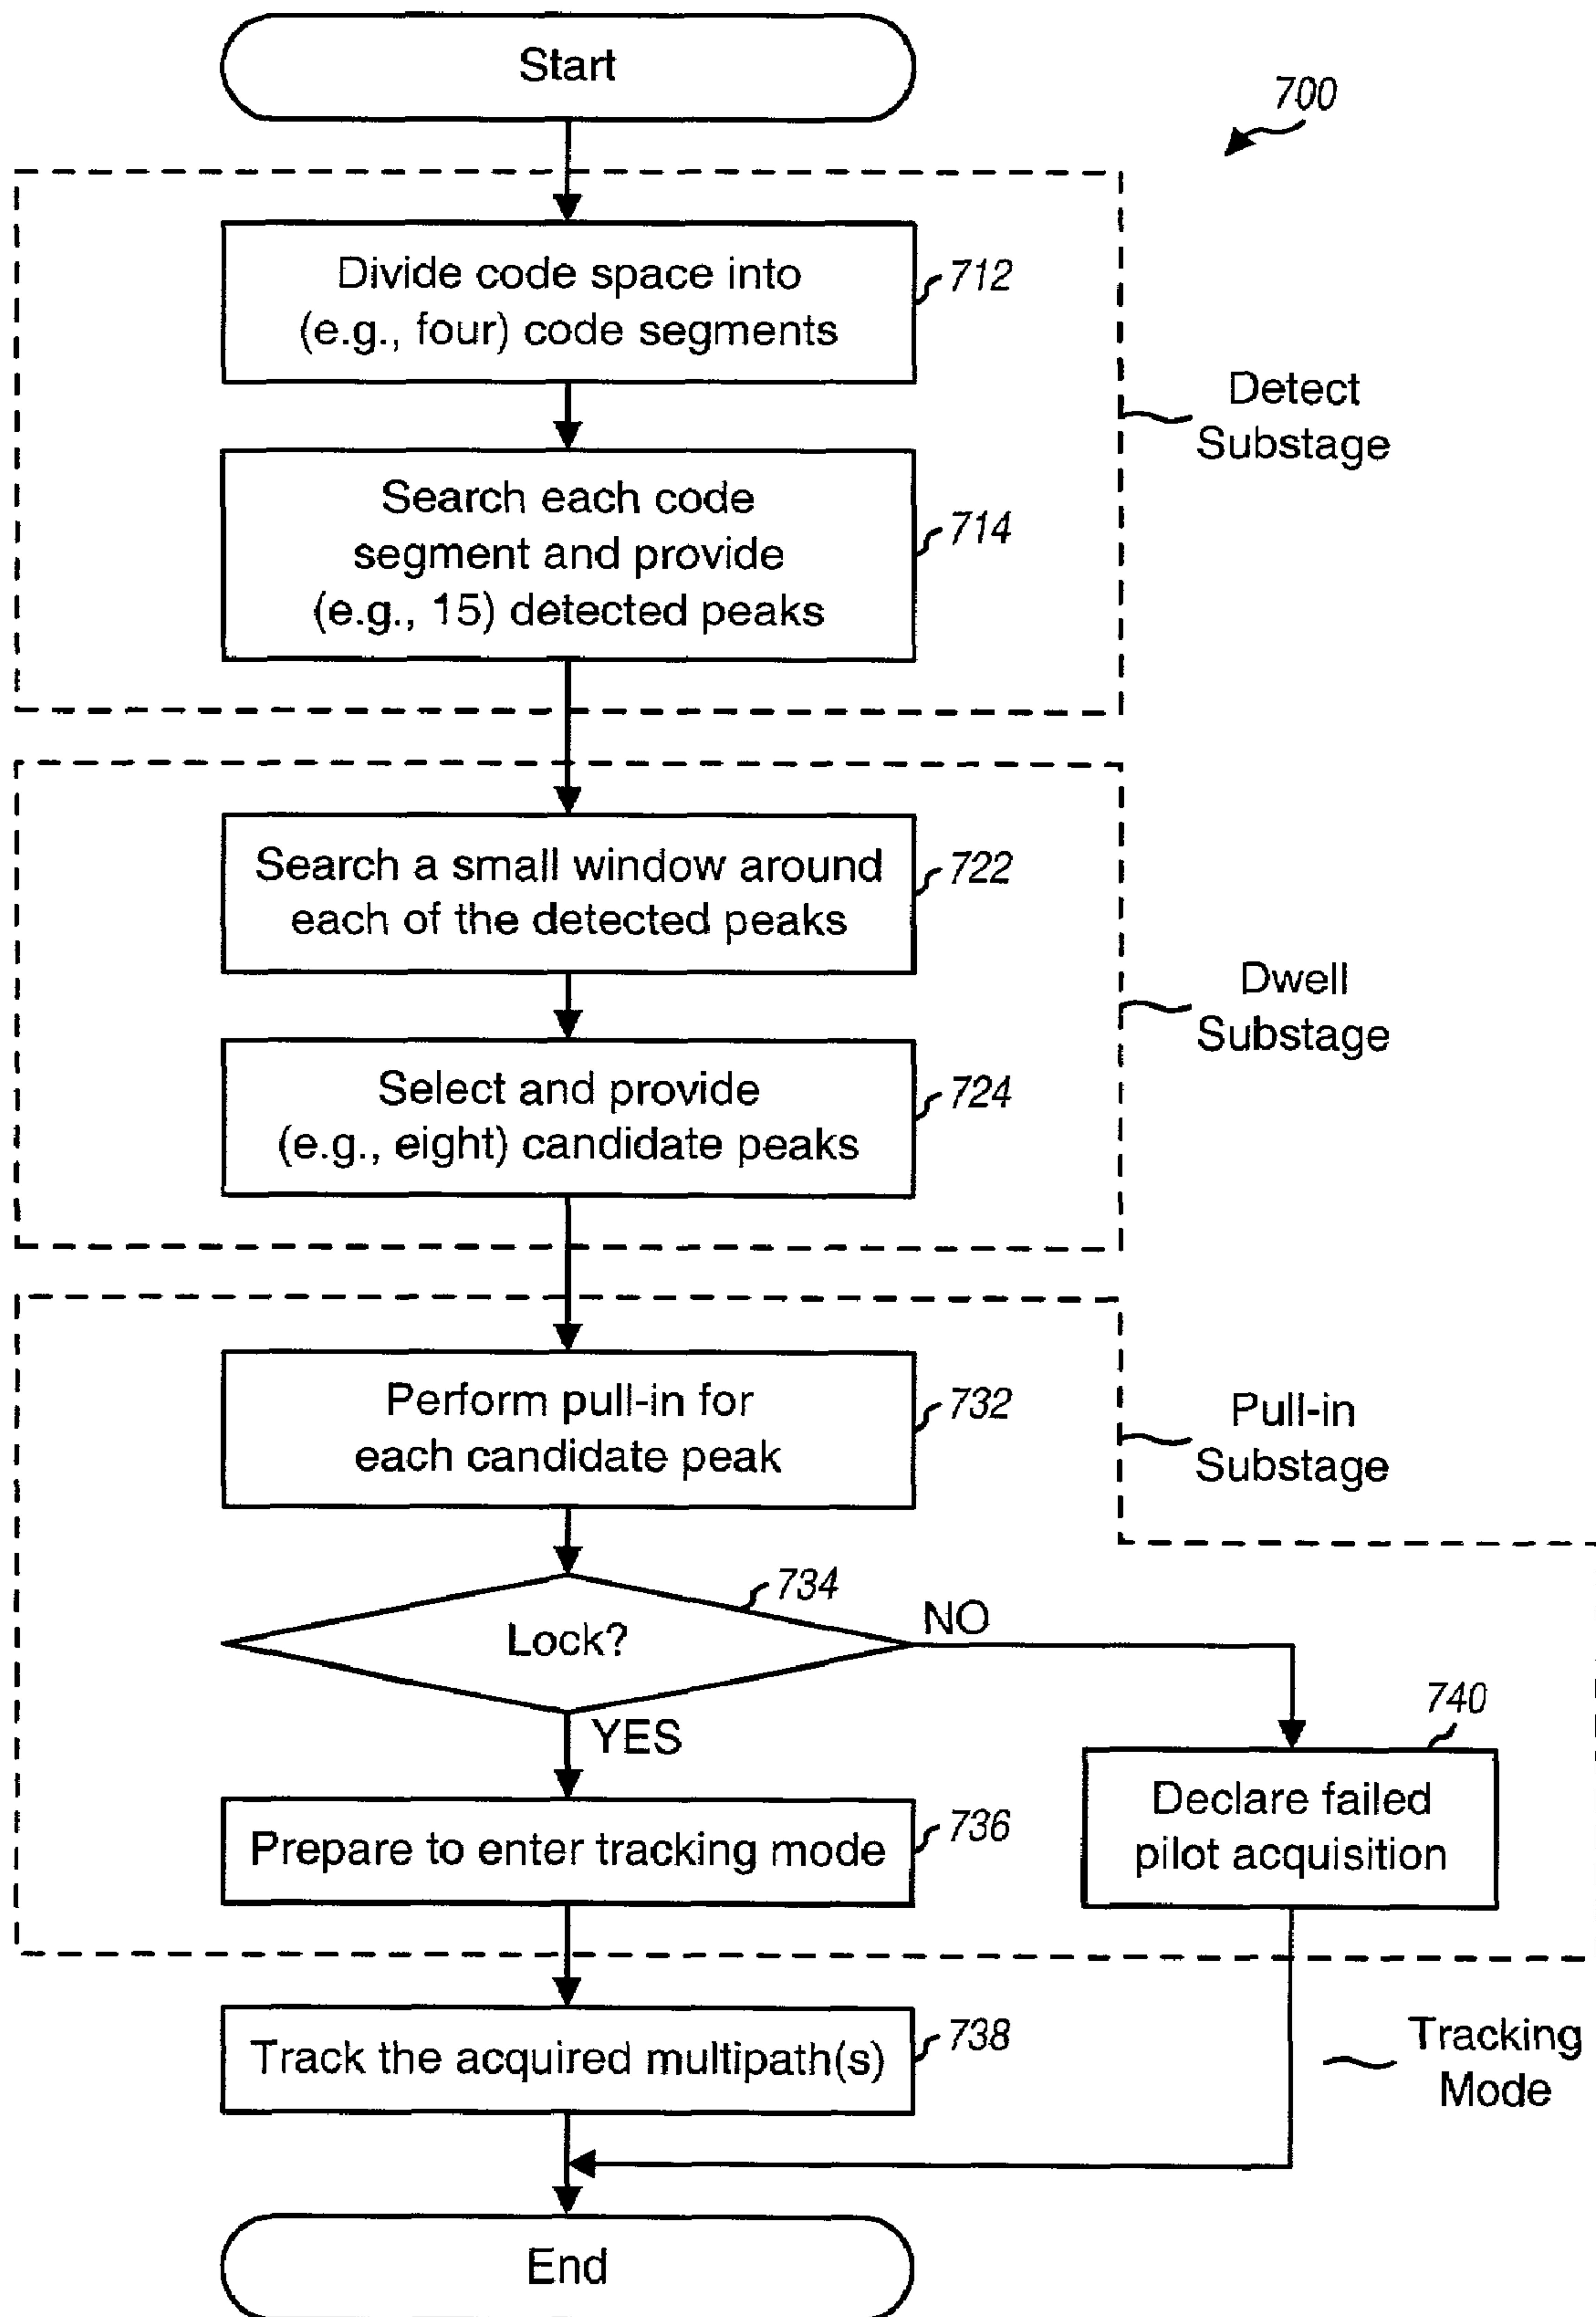 Start
700
Divide code space into
(e.g., four) code segments
712
Detect
Substage
Search each code
segment and provide
(e.g., 15) detected peaks
714
Search a small window around
each of the detected peaks
722
Dwell
Substage
Select and provide
(e.g., eight) candidate peaks
724
Perform pull-in for
each candidate peak
732
Pull-in
Substage
734
Lock?
NO
YES
740
Declare failed
pilot acquisition
Prepare to enter tracking mode
736
Track the acquired multipath(s)
738
Tracking
Mode
End